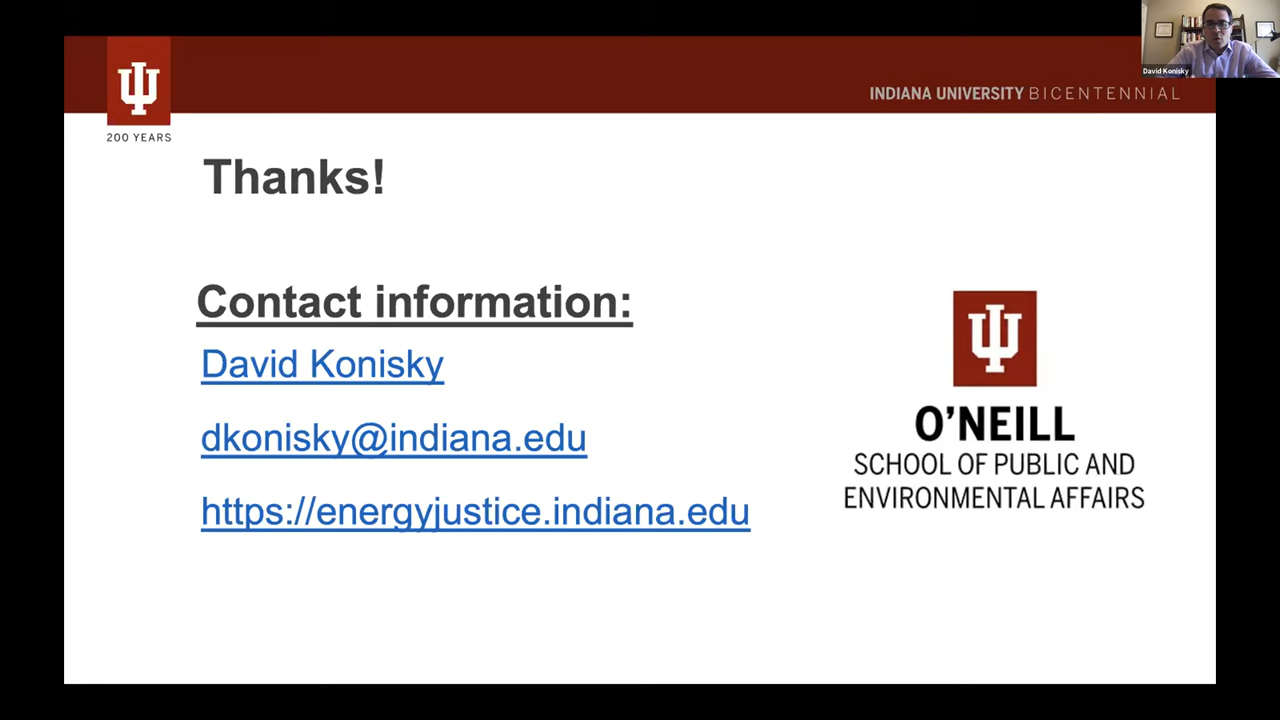 David Konisky
INDIANA UNIVERSITY BICENTENNIAL
200 YEARS
Thanks!
Contact information:
David Konisky
dkonisky@indiana.edu
https://energyjustice.indiana.edu
O’NEILL
SCHOOL OF PUBLIC AND
ENVIRONMENTAL AFFAIRS